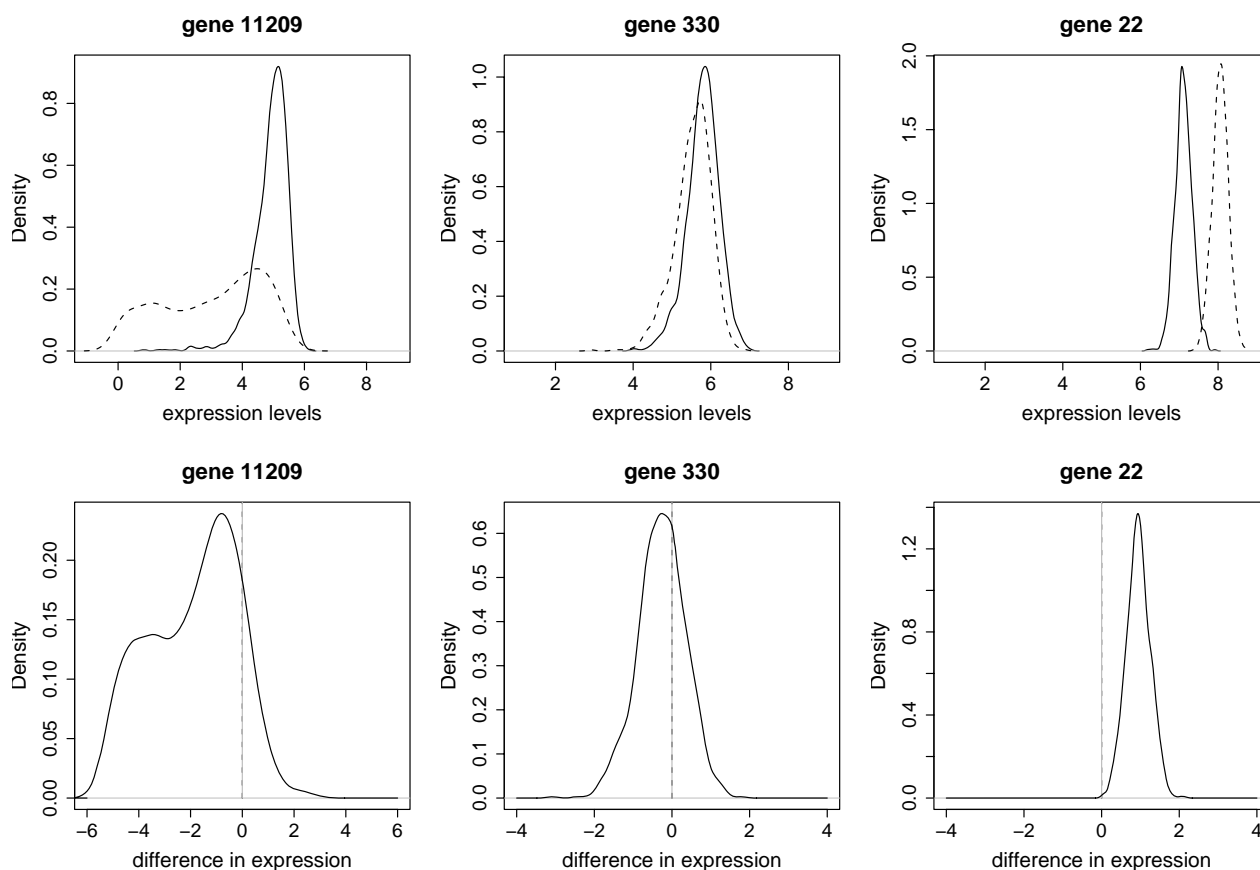 gene 11209
gene 330
gene 22
Density
0.0 0.2 0.4 0.6 0.8
0 2 4 6 8
expression levels
Density
0.0 0.2 0.4 0.6 0.8 1.0
2 4 6 8
expression levels
Density
0.0 0.5 1.0 1.5 2.0
2 4 6 8
expression levels
gene 11209
gene 330
gene 22
Density
0.00 0.05 0.10 0.15 0.20
−6 −4 −2 0 2 4 6
difference in expression
Density
0.0 0.1 0.2 0.3 0.4 0.5 0.6
−4 −2 0 2 4
difference in expression
Density
0.0 0.4 0.8 1.2
−4 −2 0 2 4
difference in expression